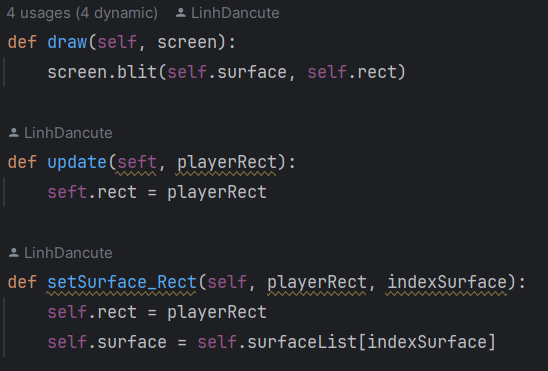 4 usages (4 dynamic) LinhDancute
def draw(self, screen):
    screen.blit(self.surface, self.rect)
LinhDancute
def update(seft, playerRect):
    seft.rect = playerRect
LinhDancute
def setSurface_Rect(self, playerRect, indexSurface):
    self.rect = playerRect
    self.surface = self.surfaceList[indexSurface]